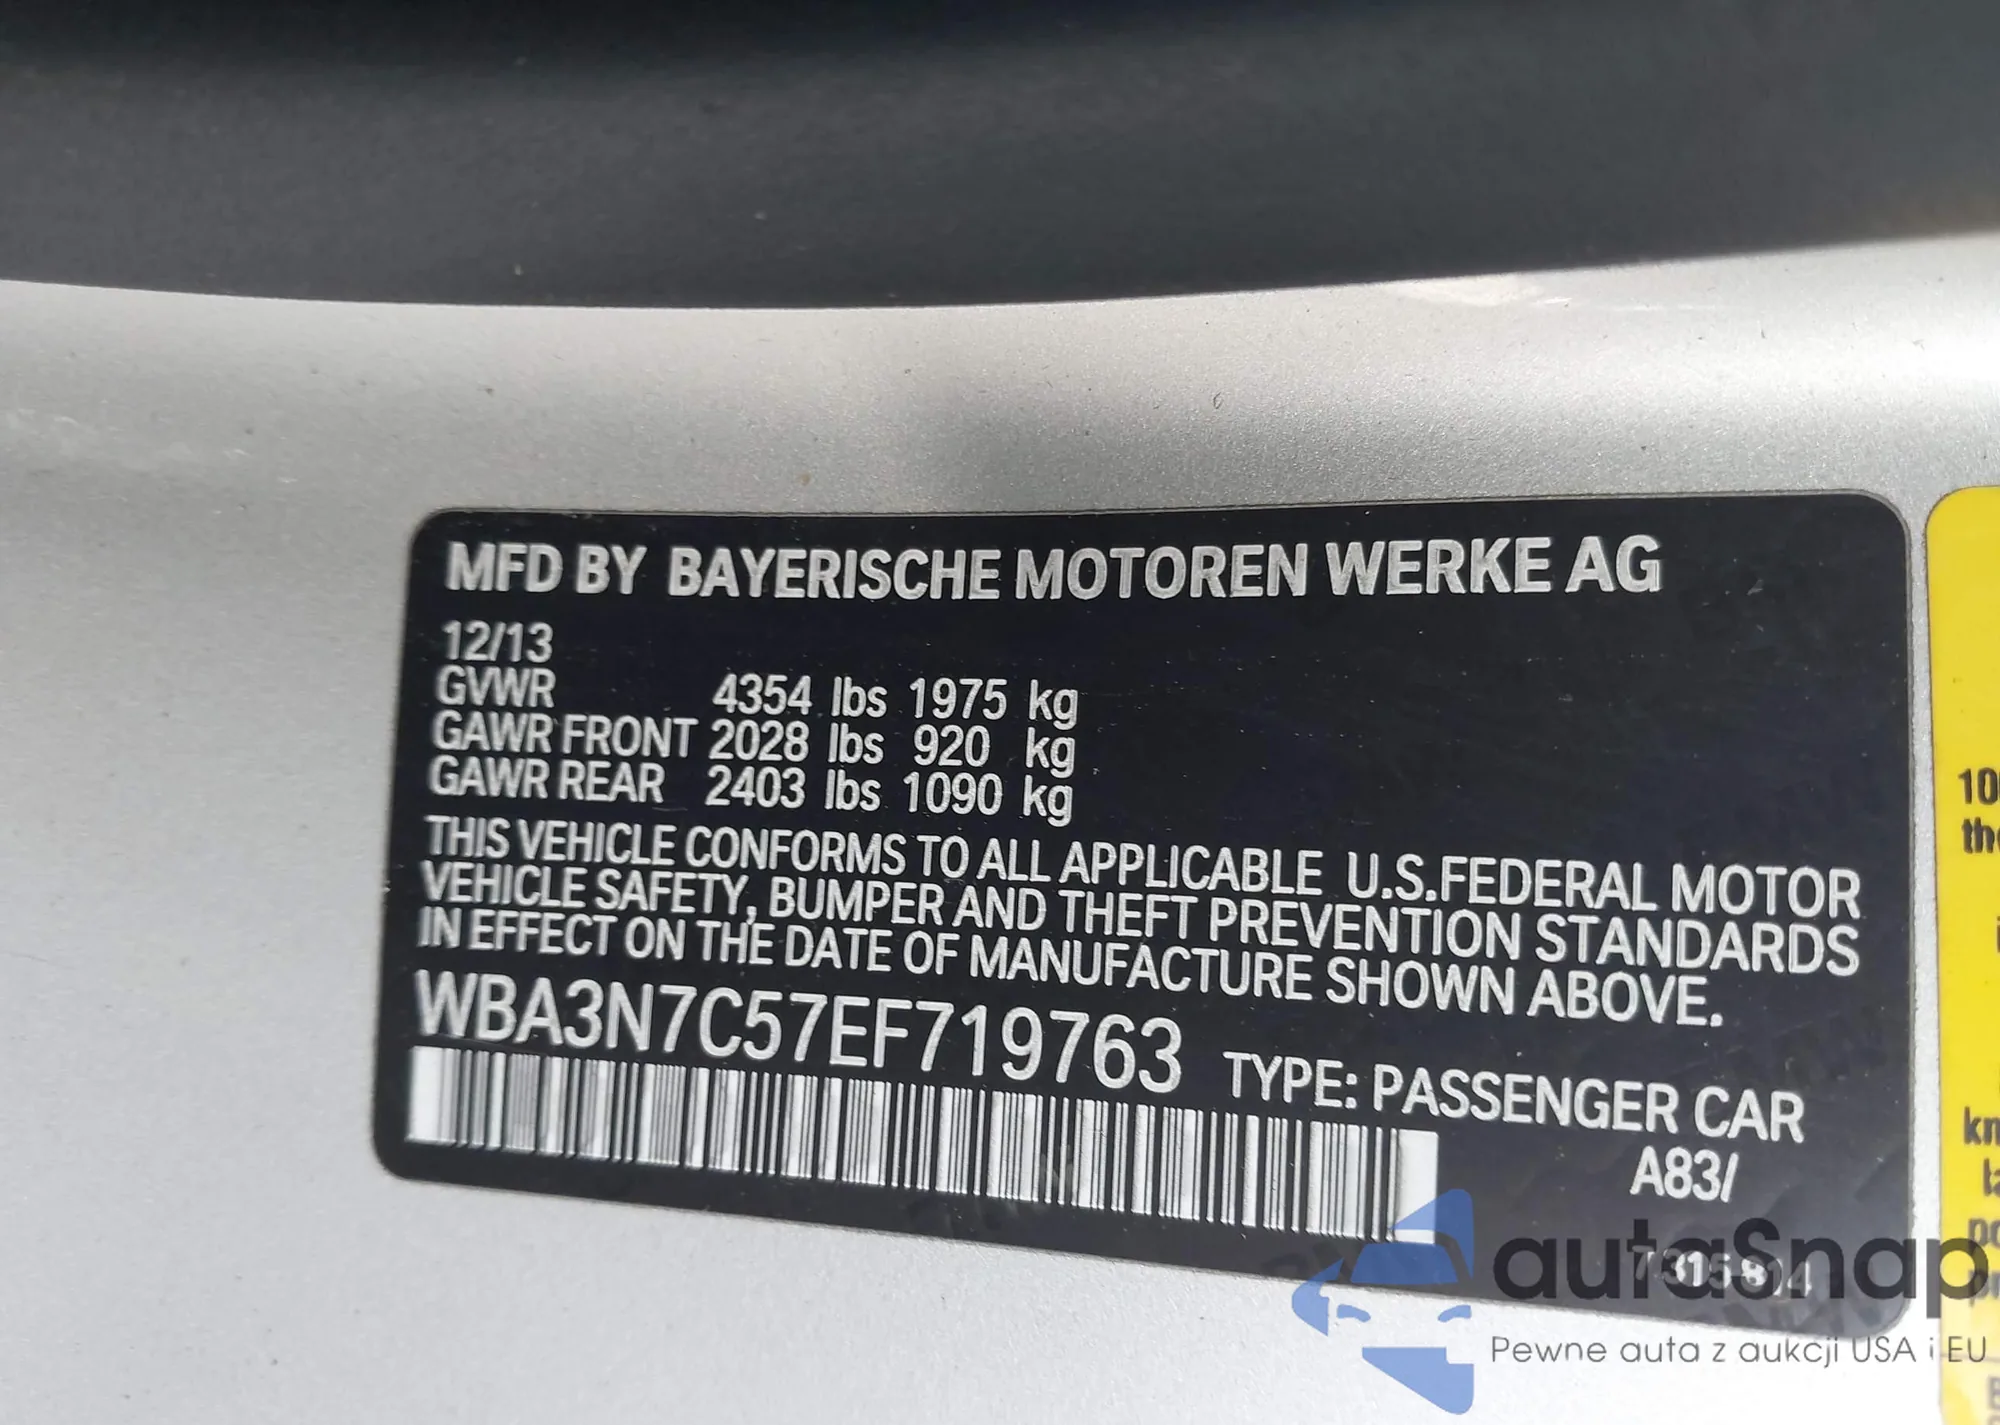 MFD BY BAYERISCHE MOTOREN WERKE AG
12/13
GVWR 4354 lbs 1975 kg
GAWR FRONT 2028 lbs 920 kg
GAWR REAR 2403 lbs 1090 kg
THIS VEHICLE CONFORMS TO ALL APPLICABLE U.S.FEDERAL MOTOR
VEHICLE SAFETY, BUMPER AND THEFT PREVENTION STANDARDS
IN EFFECT ON THE DATE OF MANUFACTURE SHOWN ABOVE.
WBA3N7C57EF719763 TYPE: PASSENGER CAR
A83/
autaSnap
Pewne auta z aukcji USA i EU